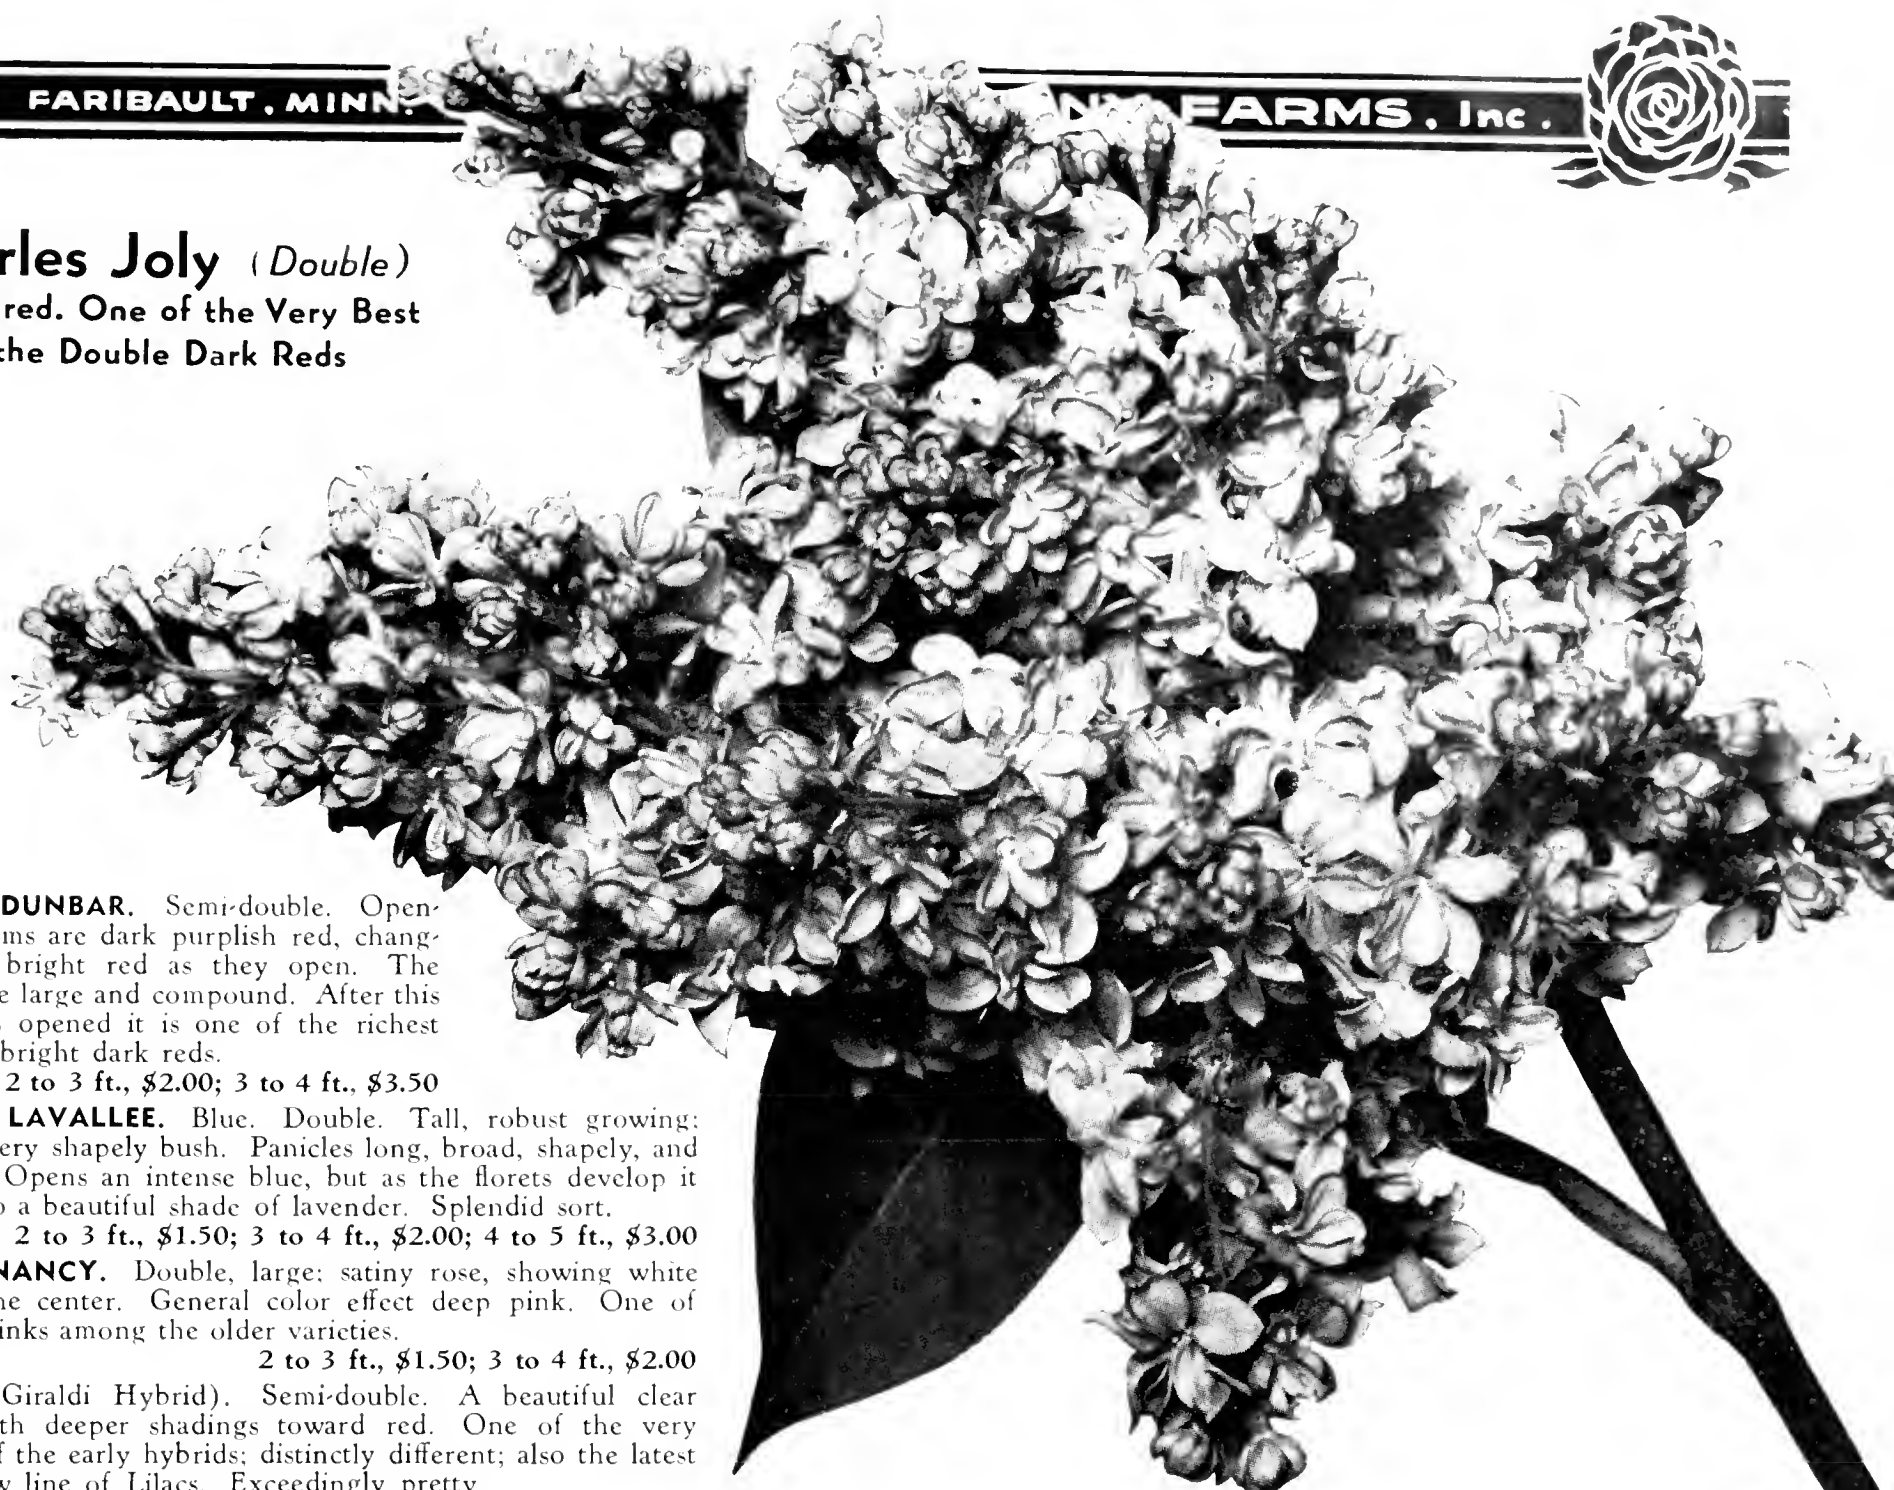 FARIBAULT, MINN.
FARMS, Inc.
rles Joly (Double)
red. One of the Very Best
the Double Dark Reds
DUNBAR. Semi-double. Open-
ms are dark purplish red, chang-
bright red as they open. The
e large and compound. After this
opened it is one of the richest
bright dark reds.
2 to 3 ft., $2.00; 3 to 4 ft., $3.50
LAVALLEE. Blue. Double. Tall, robust growing;
ery shapely bush. Panicles long, broad, shapely, and
Opens an intense blue, but as the florets develop it
o a beautiful shade of lavender. Splendid sort.
2 to 3 ft., $1.50; 3 to 4 ft., $2.00; 4 to 5 ft., $3.00
NANCY. Double, large; satiny rose, showing white
he center. General color effect deep pink. One of
inks among the older varieties.
2 to 3 ft., $1.50; 3 to 4 ft., $2.00
Giraldi Hybrid). Semi-double. A beautiful clear
th deeper shadings toward red. One of the very
f the early hybrids; distinctly different; also the latest
w line of Lilacs. Exceedingly pretty